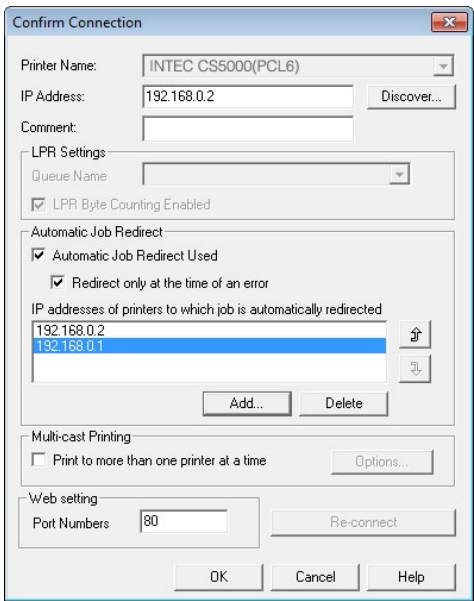 Confirm Connection
Printer Name: INTEC CS5000(PCL6)
IP Address: 192.168.0.2 Discover...
Comment:
LPR Settings
Queue Name
LPR Byte Counting Enabled
Automatic Job Redirect
Automatic Job Redirect Used
Redirect only at the time of an error
IP addresses of printers to which job is automatically redirected
192.168.0.2
192.168.0.1
Add... Delete
Multi-cast Printing
Print to more than one printer at a time Options...
Web setting
Port Numbers 80 Re-connect
OK Cancel Help